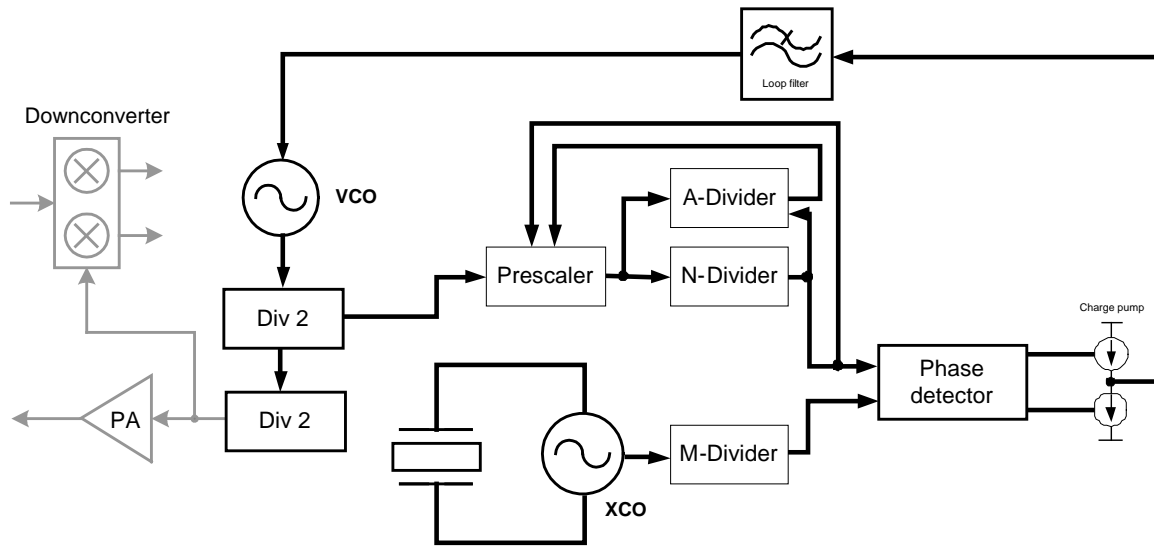 Loop filter
Downconverter
VCO
A-Divider
Prescaler
N-Divider
Div 2
Charge pump
Phase
detector
PA
Div 2
M-Divider
XCO